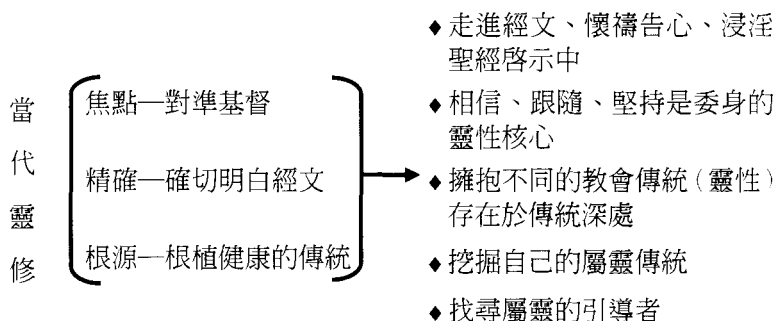 當代靈修
焦點—對準基督
精確—確切明白經文
根源—根植健康的傳統
♦走進經文、懷禱告心、浸淫
聖經啓示中
♦相信、跟隨、堅持是委身的
靈性核心
♦擁抱不同的教會傳統（靈性）
存在於傳統深處
♦挖掘自己的屬靈傳統
♦找尋屬靈的引導者